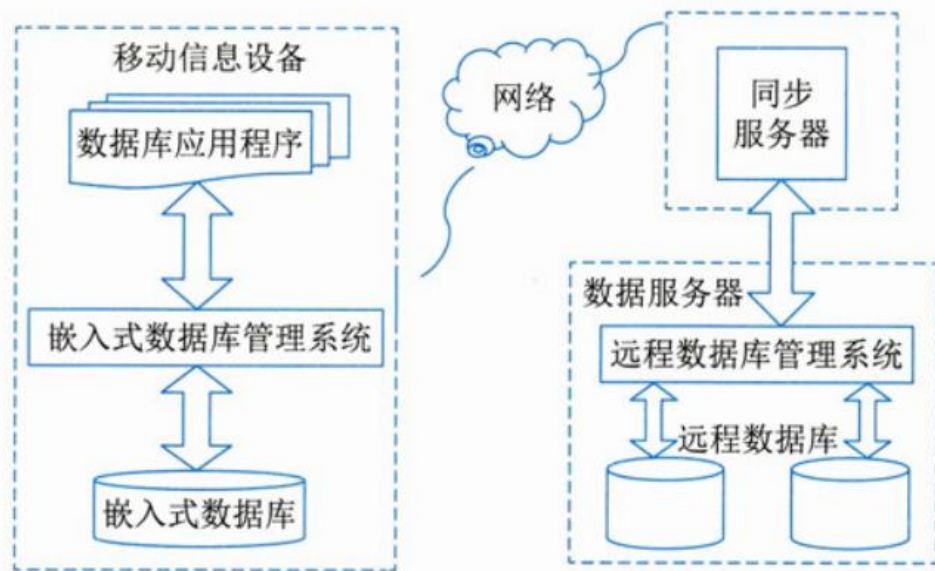 移动信息设备
数据库应用程序
嵌入式数据库管理系统
嵌入式数据库
网络
同步
服务器
数据服务器
远程数据库管理系统
远程数据库